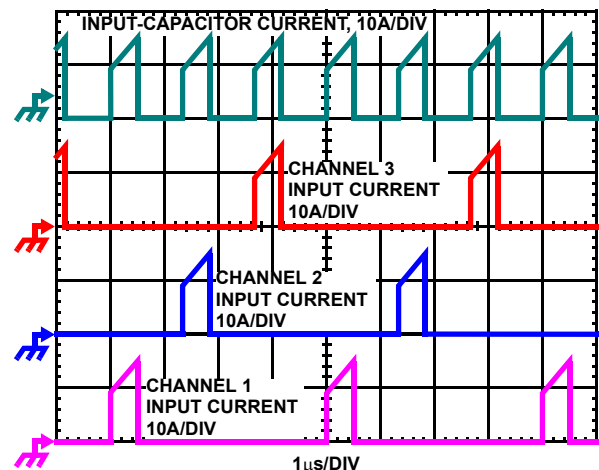 INPUT-CAPACITOR CURRENT, 10A/DIV
CHANNEL 3
INPUT CURRENT
10A/DIV
CHANNEL 2
INPUT CURRENT
10A/DIV
CHANNEL 1
INPUT CURRENT
10A/DIV
1μs/DIV